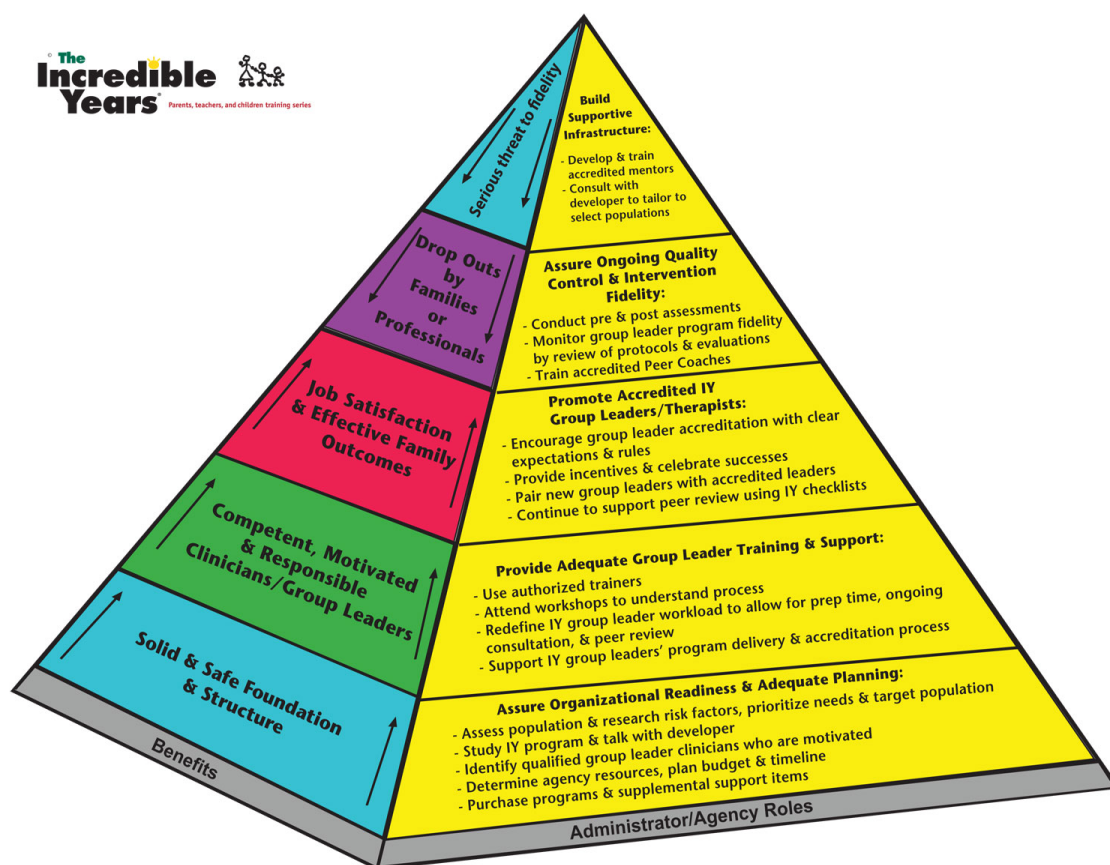 ©
The
Incredible
Years®
Parents, teachers, and children training series
Serious threat to fidelity
Drop Outs
by
Families
or
Professionals
Job Satisfaction
& Effective Family
Outcomes
Competent, Motivated
& Responsible
Clinicians/Group Leaders
Solid & Safe Foundation
& Structure
Benefits
Build
Supportive
Infrastructure:
- Develop & train
accredited mentors
- Consult with
developer to tailor to
select populations
Assure Ongoing Quality
Control & Intervention
Fidelity:
- Conduct pre & post assessments
- Monitor group leader program fidelity
by review of protocols & evaluations
- Train accredited Peer Coaches
Promote Accredited IY
Group Leaders/Therapists:
- Encourage group leader accreditation with clear
expectations & rules
- Provide incentives & celebrate successes
- Pair new group leaders with accredited leaders
- Continue to support peer review using IY checklists
Provide Adequate Group Leader Training & Support:
- Use authorized trainers
- Attend workshops to understand process
- Redefine IY group leader workload to allow for prep time, ongoing
consultation, & peer review
- Support IY group leaders’ program delivery & accreditation process
Assure Organizational Readiness & Adequate Planning:
- Assess population & research risk factors, prioritize needs & target population
- Study IY program & talk with developer
- Identify qualified group leader clinicians who are motivated
- Determine agency resources, plan budget & timeline
- Purchase programs & supplemental support items
Administrator/Agency Roles